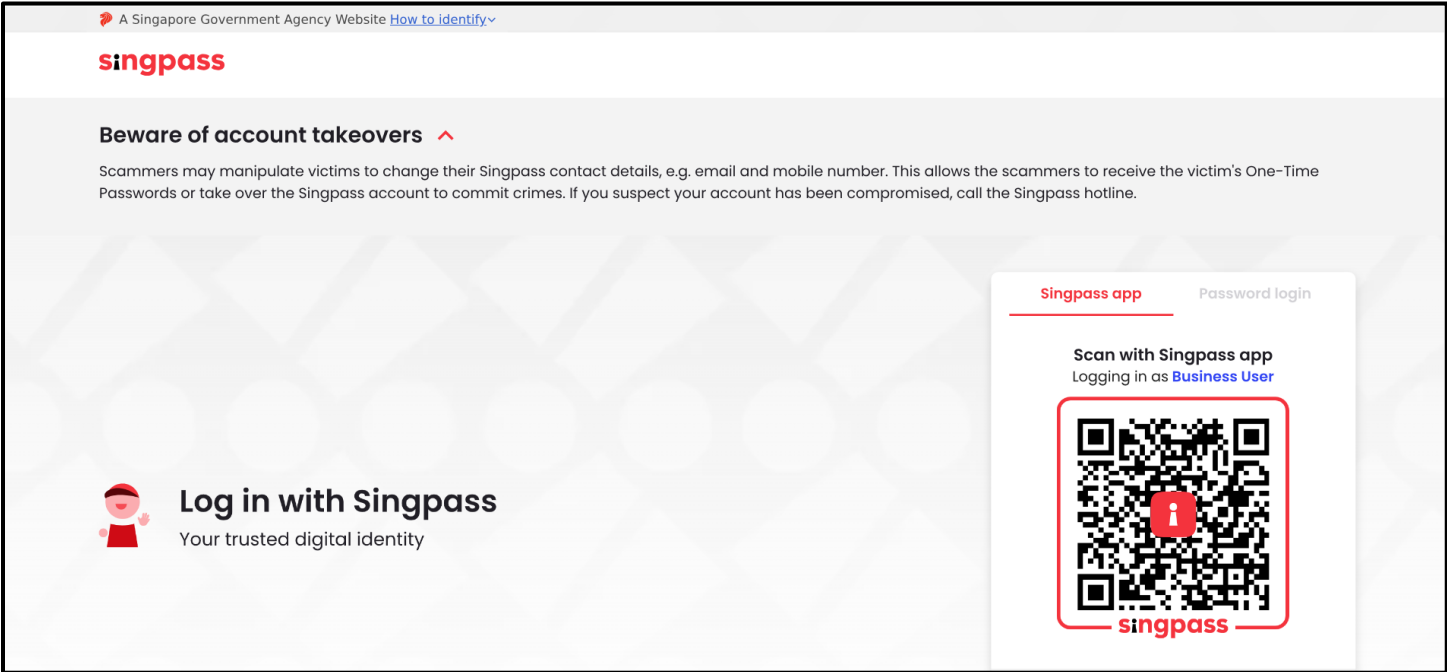 A Singapore Government Agency Website How to identify
singpass
Beware of account takeovers
Scammers may manipulate victims to change their Singpass contact details, e.g. email and mobile number. This allows the scammers to receive the victim's One-Time
Passwords or take over the Singpass account to commit crimes. If you suspect your account has been compromised, call the Singpass hotline.
Singpass app Password login
Scan with Singpass app
Logging in as Business User
singpass
Log in with Singpass
Your trusted digital identity